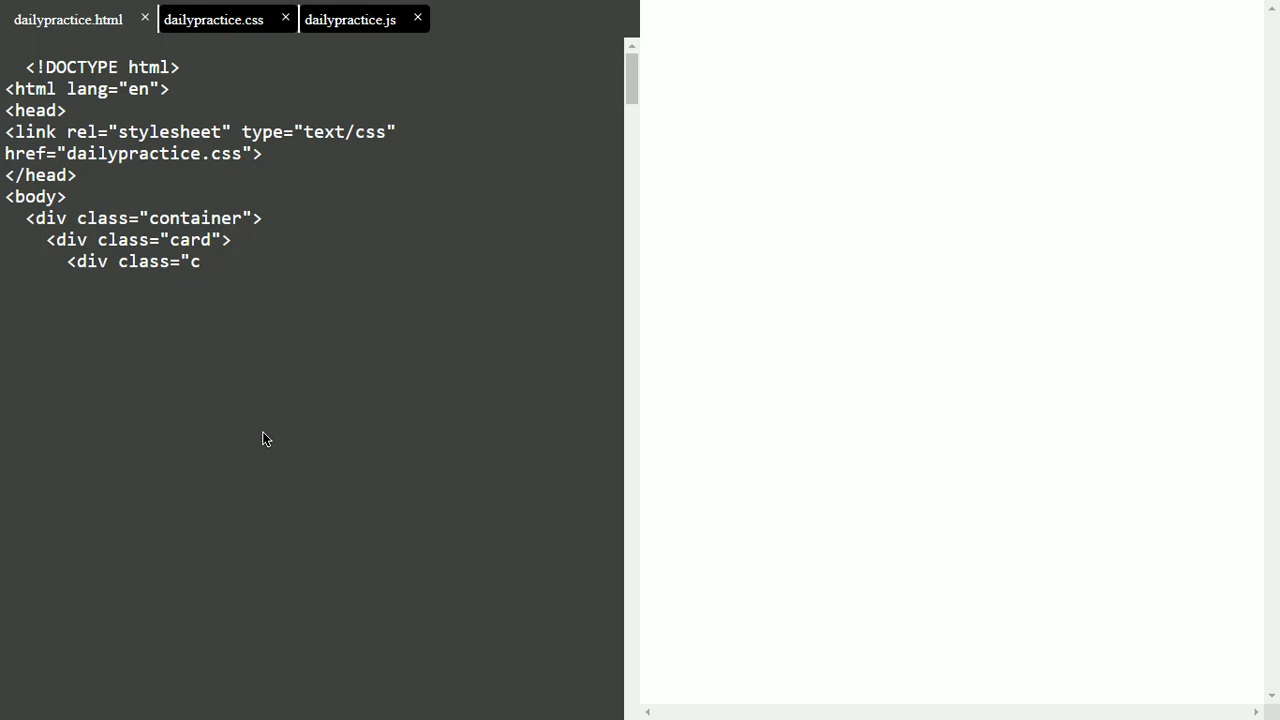 dailypractice.html × dailypractice.css × dailypractice.js ×
<!DOCTYPE html>
<html lang="en">
<head>
<link rel="stylesheet" type="text/css"
href="dailypractice.css">
</head>
<body>
<div class="container">
<div class="card">
<div class="c